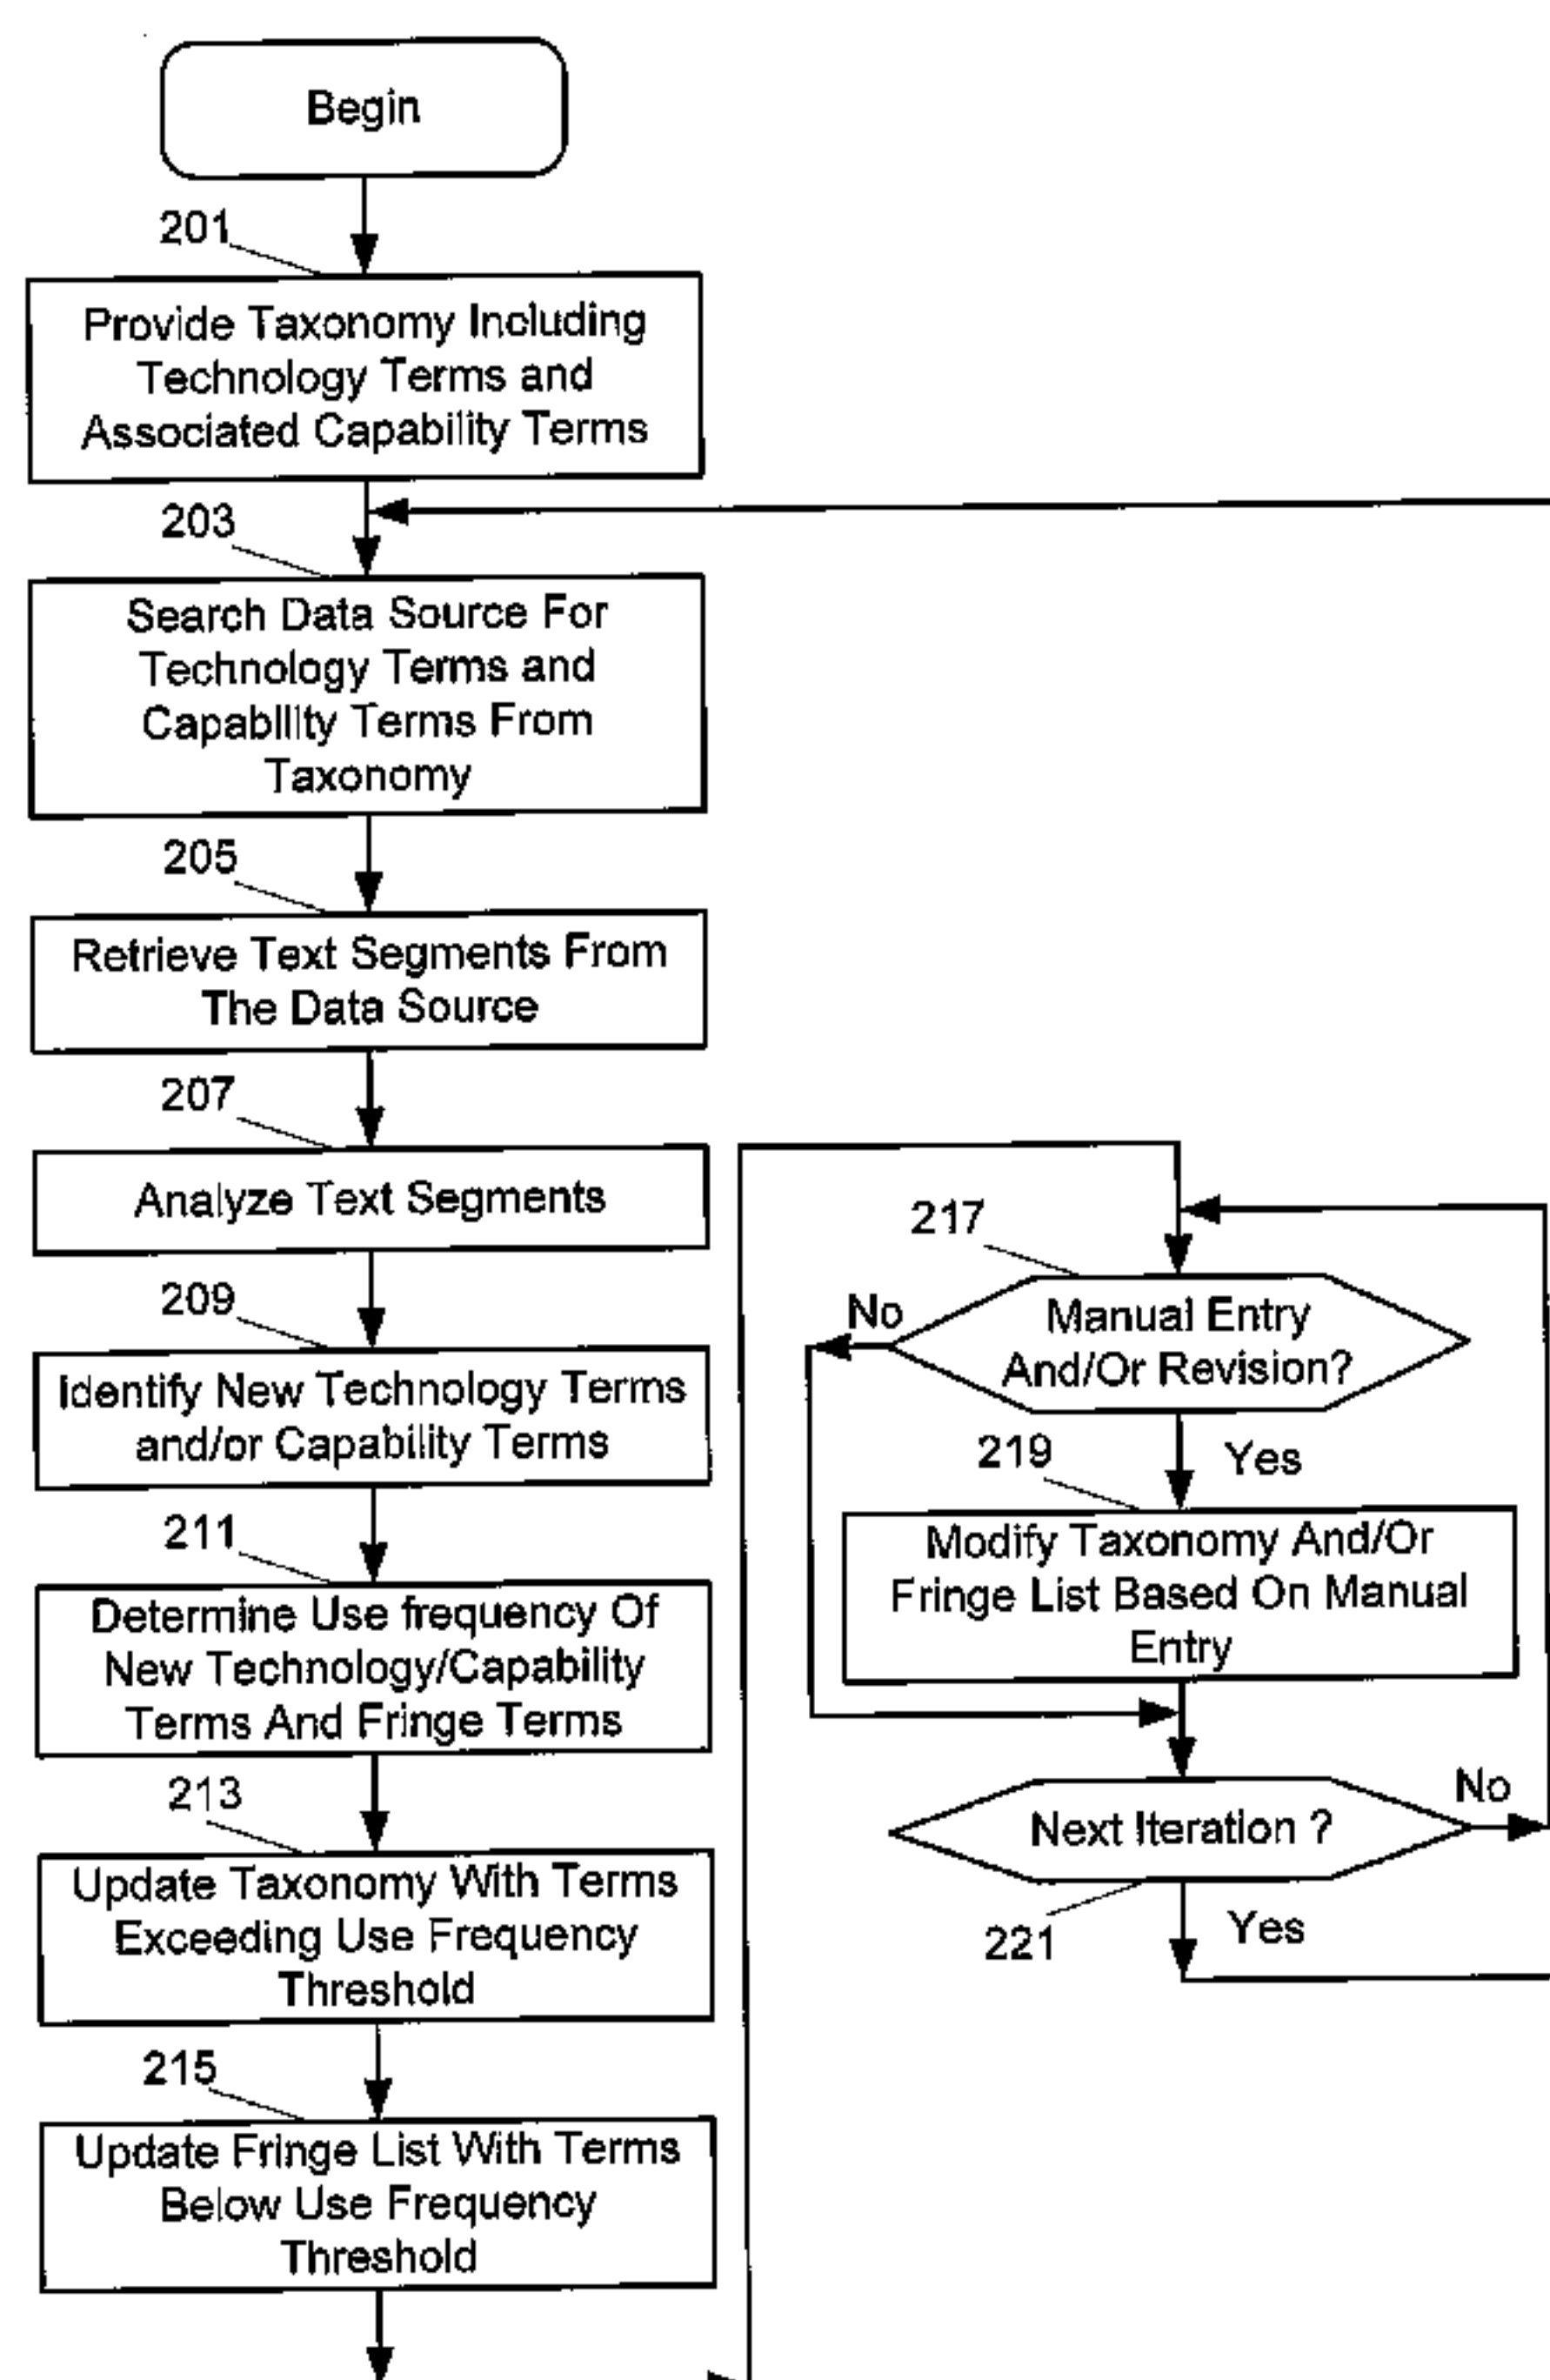 Begin
201
Provide Taxonomy Including
Technology Terms and
Associated Capability Terms
203
Search Data Source For
Technology Terms and
Capability Terms From
Taxonomy
205
Retrieve Text Segments From
The Data Source
207
Analyze Text Segments
209
Identify New Technology Terms
and/or Capability Terms
211
Determine Use frequency Of
New Technology/Capability
Terms And Fringe Terms
213
Update Taxonomy With Terms
Exceeding Use Frequency
Threshold
215
Update Fringe List With Terms
Below Use Frequency
Threshold
217
Manual Entry
And/Or Revision?
No
Yes
219
Modify Taxonomy And/Or
Fringe List Based On Manual
Entry
Next Iteration ?
No
221
Yes